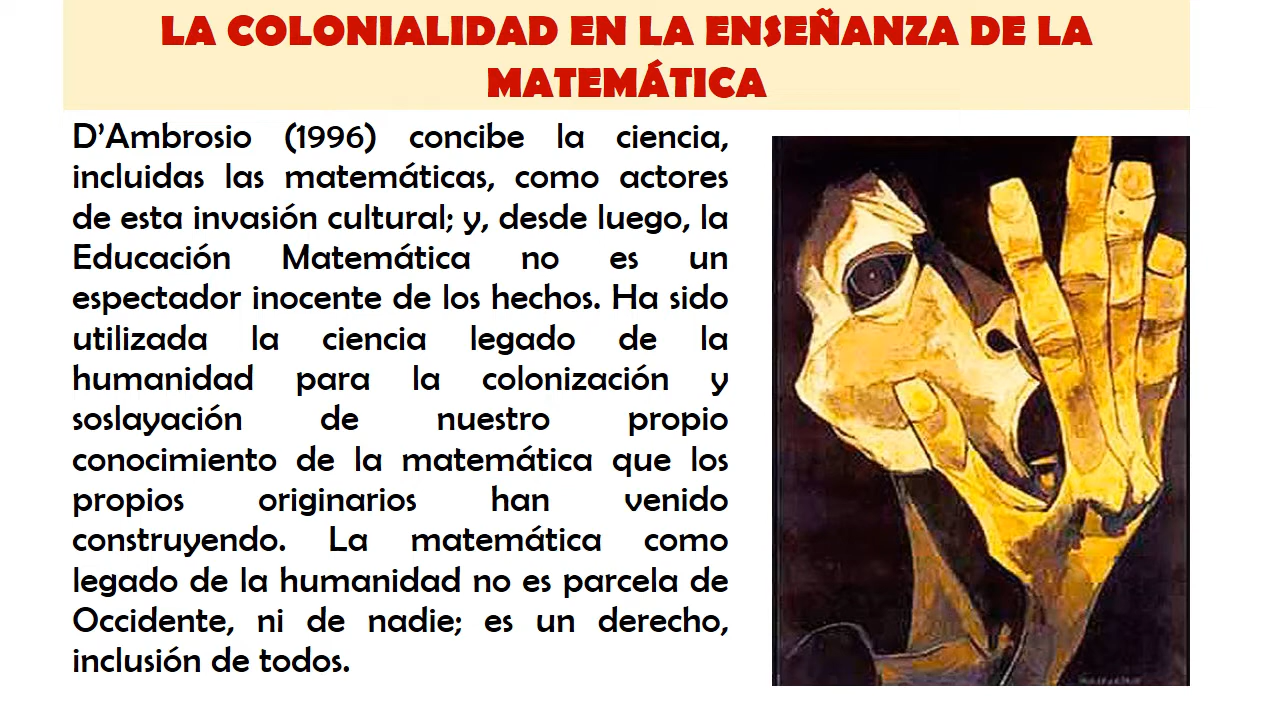 LA COLONIALIDAD EN LA ENSEÑANZA DE LA
MATEMÁTICA
D’Ambrosio (1996) concibe la ciencia,
incluidas las matemáticas, como actores
de esta invasión cultural; y, desde luego, la
Educación Matemática no es un
espectador inocente de los hechos. Ha sido
utilizada la ciencia legado de la
humanidad para la colonización y
soslayación de nuestro propio
conocimiento de la matemática que los
propios originarios han venido
construyendo. La matemática como
legado de la humanidad no es parcela de
Occidente, ni de nadie; es un derecho,
inclusión de todos.